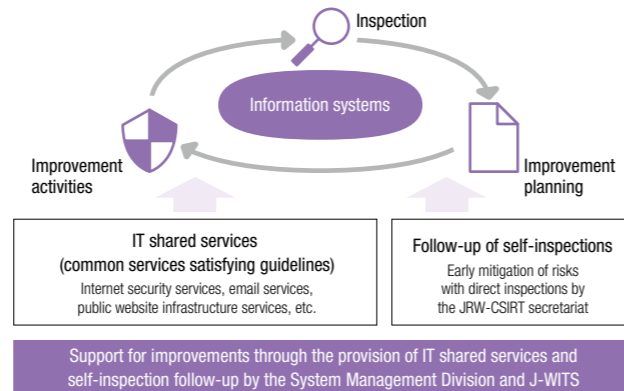 Inspection
Information systems
Improvement
activities
Improvement
planning
IT shared services
(common services satisfying guidelines)
Internet security services, email services,
public website infrastructure services, etc.
Follow-up of self-inspections
Early mitigation of risks
with direct inspections by
the JRW-CSIRT secretariat
Support for improvements through the provision of IT shared services and
self-inspection follow-up by the System Management Division and J-WITS